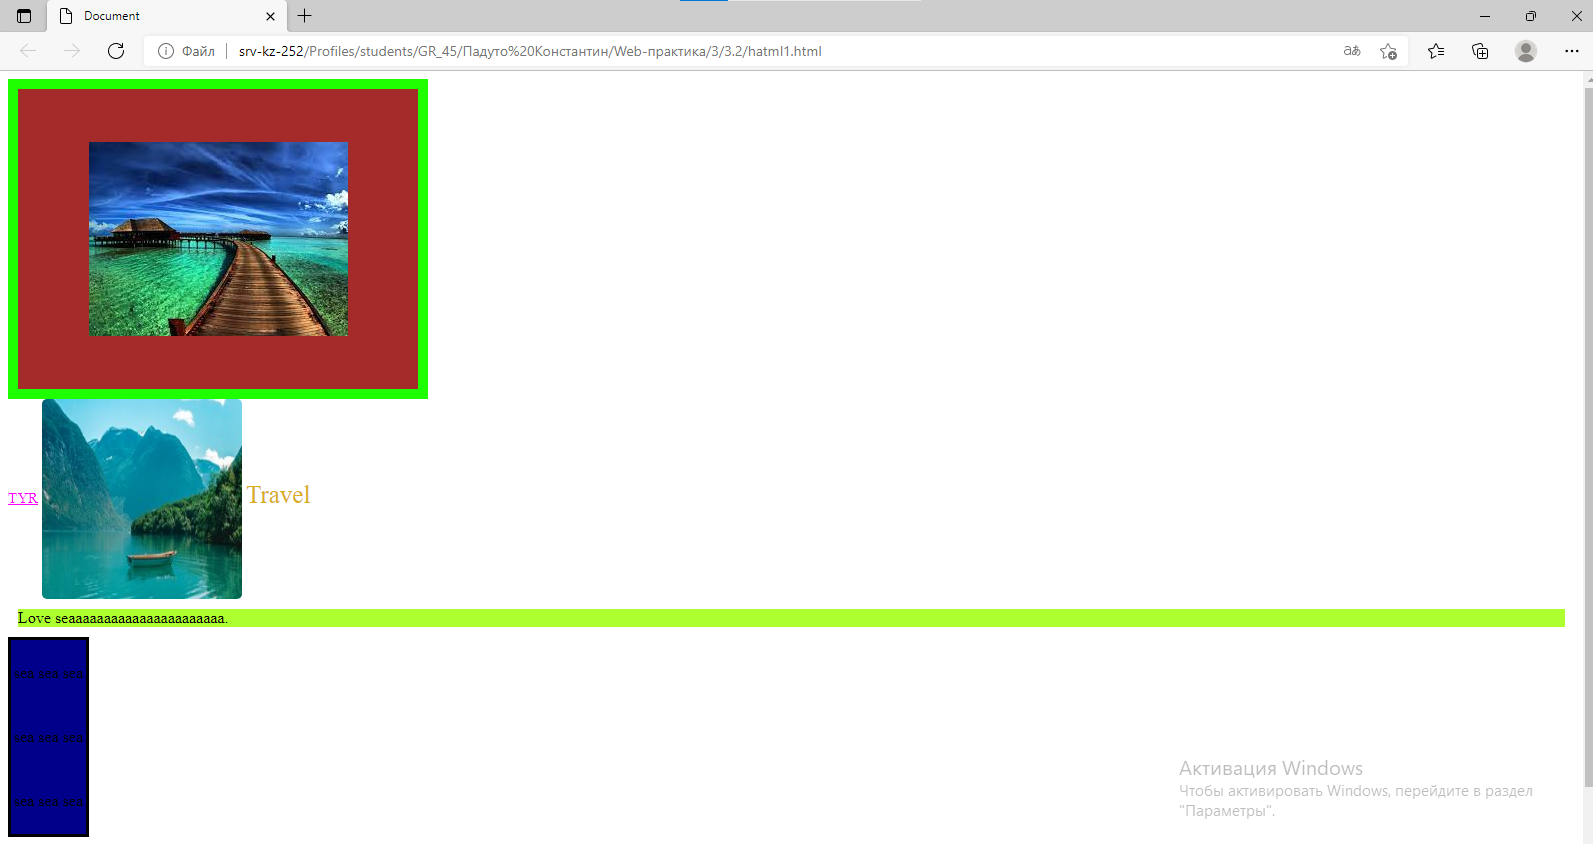 Document
Файл
srv-kz-252/Profiles/students/GR_45/Падуто%20Константин/Web-практика/3/3.2/hatml1.html
TYR
Travel
Love seaaaaaaaaaaaaaaaaaaaaaa.
Активация Windows
Чтобы активировать Windows, перейдите в раздел
"Параметры".